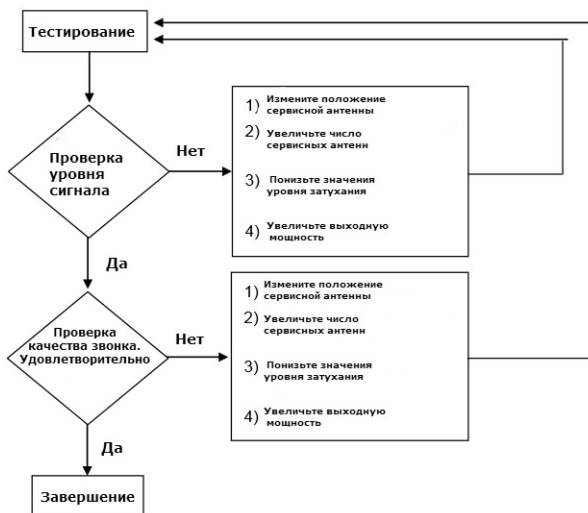 Тестирование
Проверка
уровня
сигнала
Нет
1) Измените положение
сервисной антенны
2) Увеличьте число
сервисных антенн
3) Понизьте значения
уровня затухания
4) Увеличьте выходную
мощность
Да
Проверка
качества звонка.
Удовлетворительно
Нет
1) Измените положение
сервисной антенны
2) Увеличьте число
сервисных антенн
3) Понизьте значения
уровня затухания
4) Увеличьте выходную
мощность
Да
Завершение